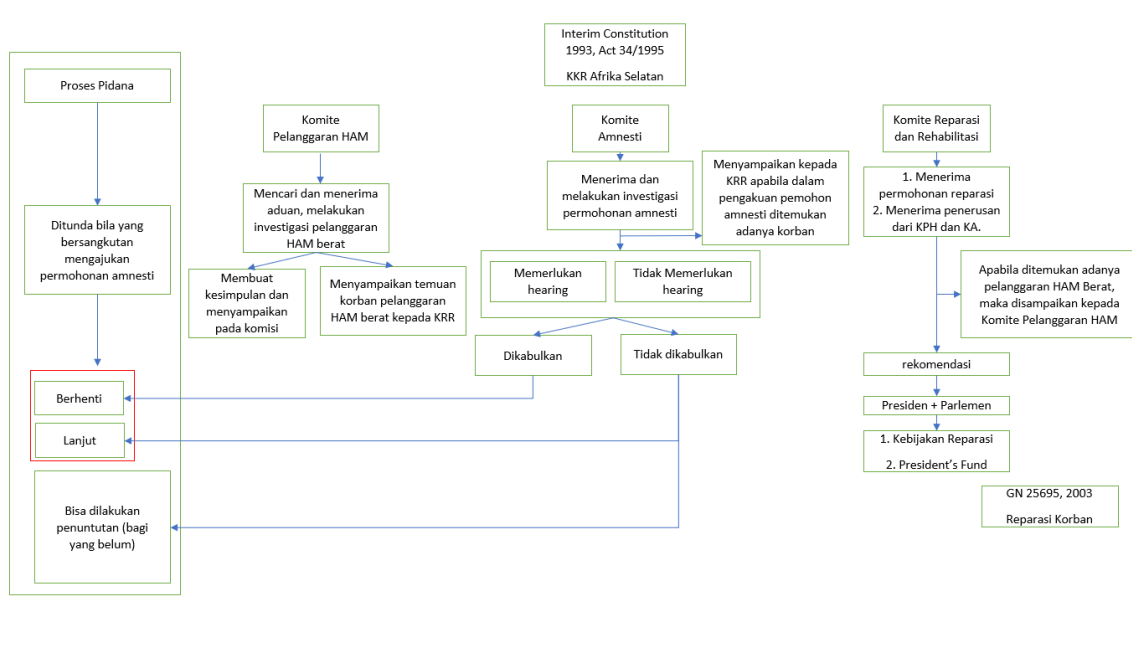 Interim Constitution
1993, Act 34/1995
KKR Afrika Selatan
Proses Pidana
Ditunda bila yang
bersangkutan
mengajukan
permohonan amnesti
Berhenti
Lanjut
Bisa dilakukan
penuntutan (bagi
yang belum)
Komite
Pelanggaran HAM
Mencari dan menerima
aduan, melakukan
investigasi pelanggaran
HAM berat
Membuat
kesimpulan dan
menyampaikan
pada komisi
Menyampaikan temuan
korban pelanggaran
HAM berat kepada KRR
Komite
Amnesti
Menerima dan
melakukan investigasi
permohonan amnesti
Menyampaikan kepada
KRR apabila dalam
pengakuan pemohon
amnesti ditemukan
adanya korban
Memerlukan
hearing
Tidak Memerlukan
hearing
Dikabulkan
Tidak dikabulkan
Komite Reparasi
dan Rehabilitasi
1. Menerima
permohonan reparasi
2. Menerima penerusan
dari KPH dan KA.
Apabila ditemukan adanya
pelanggaran HAM Berat,
maka disampaikan kepada
Komite Pelanggaran HAM
rekomendasi
Presiden + Parlemen
1. Kebijakan Reparasi
2. President’s Fund
GN 25695, 2003
Reparasi Korban